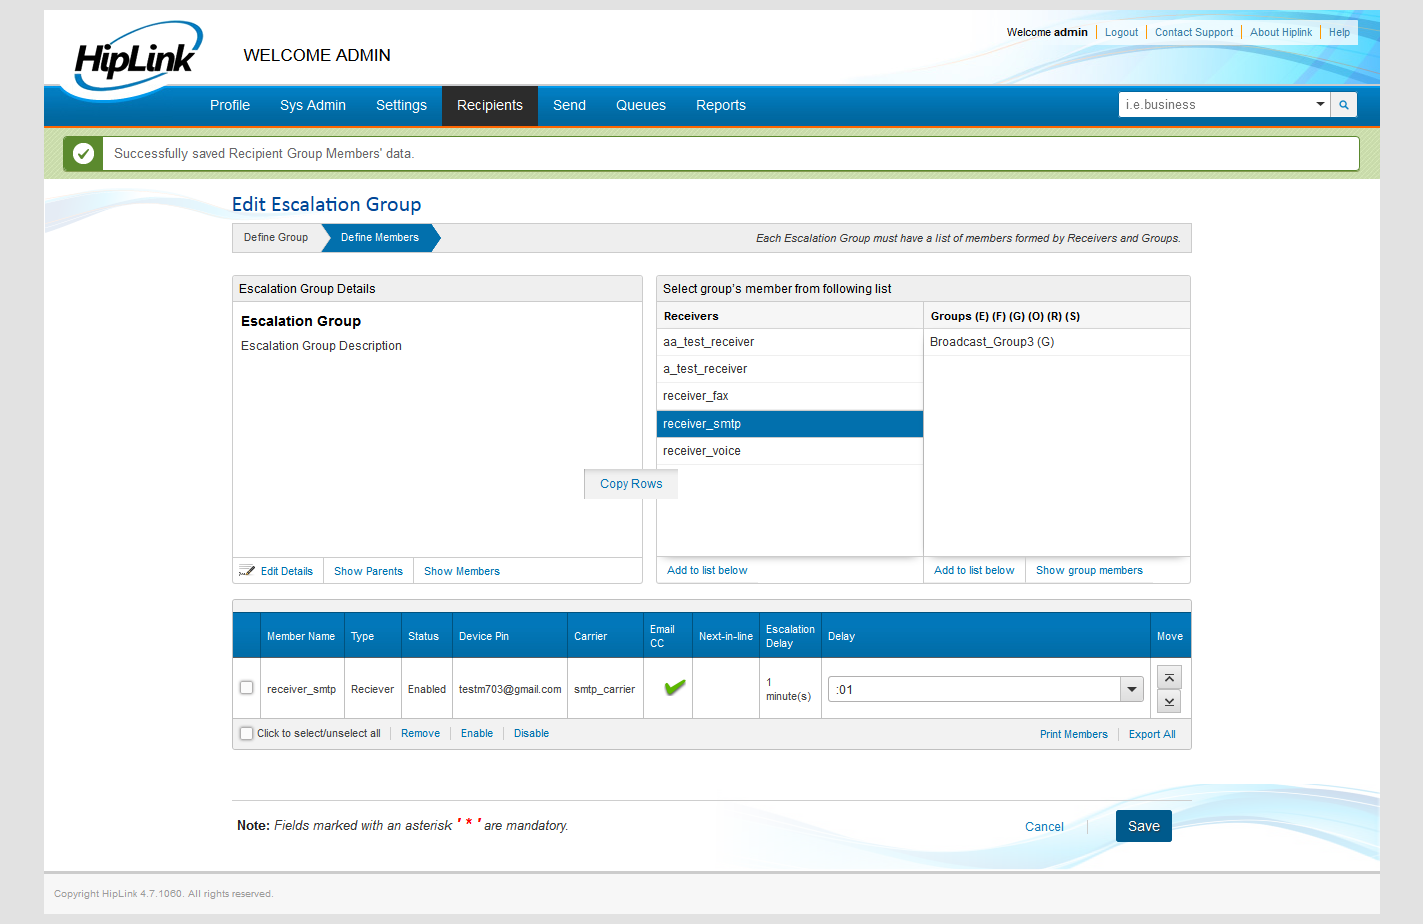 HipLink
WELCOME ADMIN
Welcome admin Logout Contact Support About Hiplink Help
Profile Sys Admin Settings Recipients Send Queues Reports
i.e.business
Successfully saved Recipient Group Members' data.
Edit Escalation Group
Define Group Define Members Each Escalation Group must have a list of members formed by Receivers and Groups.
Escalation Group Details
Escalation Group
Escalation Group Description
Edit Details Show Parents Show Members
Select group's member from following list
Receivers Groups (E) (F) (G) (O) (R) (S)
aa_test_receiver Broadcast_Group3 (G)
a_test_receiver
receiver_fax
receiver_smtp
receiver_voice
Copy Rows
Add to list below Add to list below Show group members
Member Name Type Status Device Pin Carrier Email CC Next-in-line Escalation Delay Delay Move
receiver_smtp Reciever Enabled testm703@gmail.com smtp_carrier 1 minute(s) :01
Click to select/unselect all Remove Enable Disable Print Members Export All
Note: Fields marked with an asterisk ' * ' are mandatory.
Cancel Save
Copyright HipLink 4.7.1060. All rights reserved.